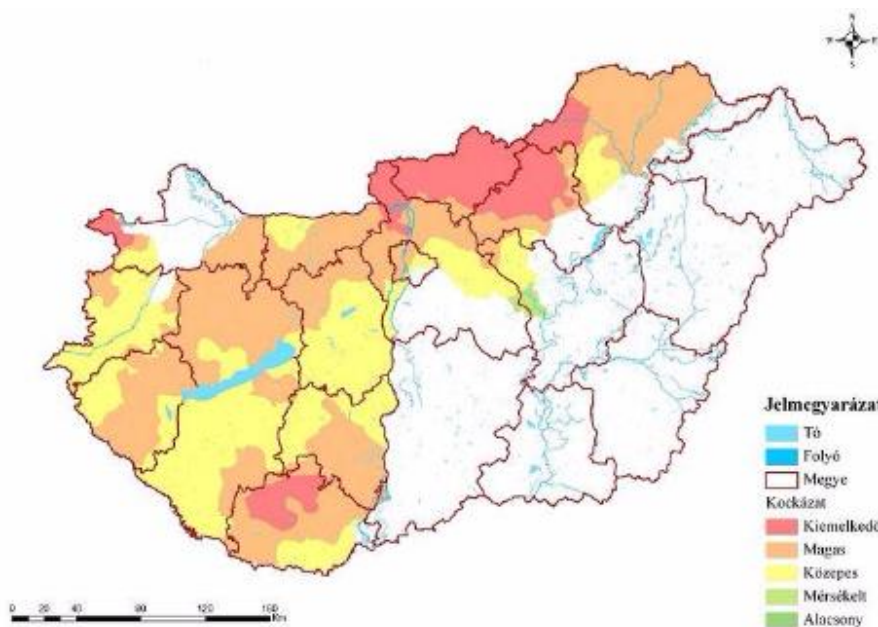 N
S
Jelmegyarázat
Tó
Folyó
Megye
Kockázat
Kiemelkedő
Magas
Közepes
Mérsékelt
Alacsony
0 20 40 80 120 160
Km